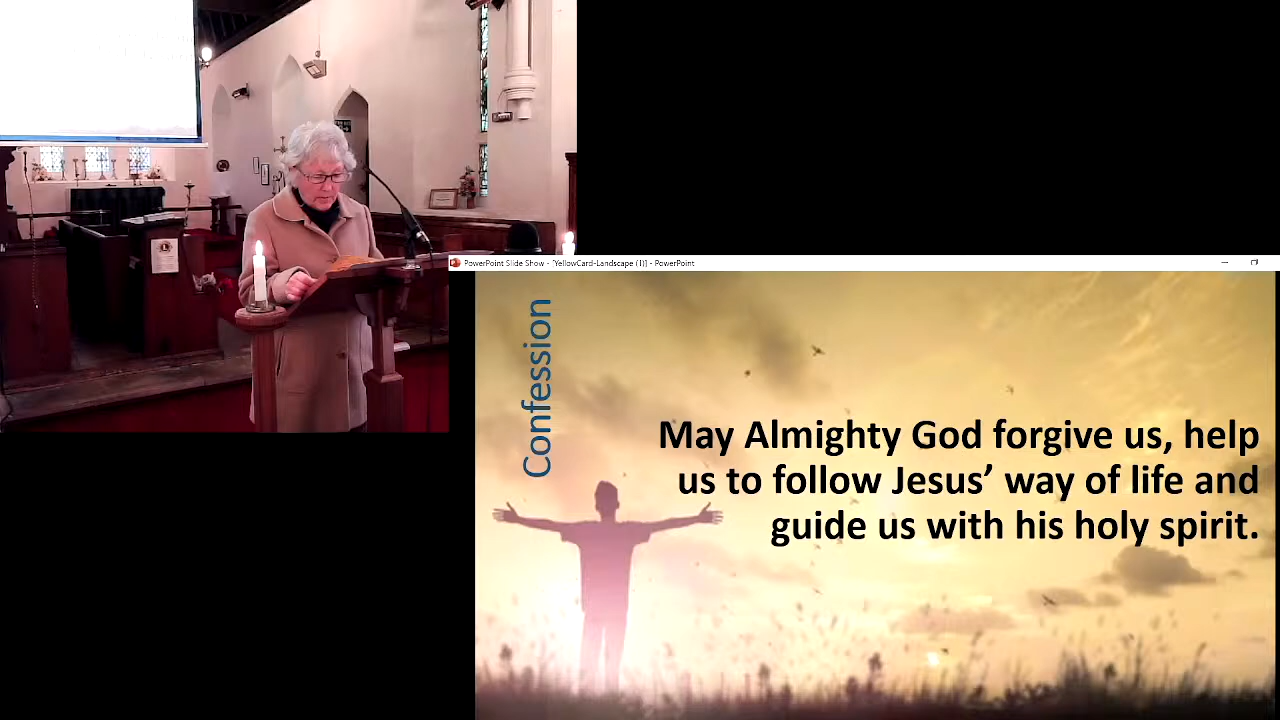 PowerPoint Slide Show - [YellowCard-Landscape (1)] - PowerPoint
Confession
May Almighty God forgive us, help
us to follow Jesus’ way of life and
guide us with his holy spirit.